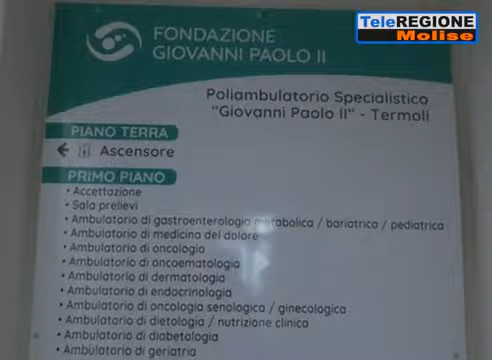 TeleREGIONE
Molise
FONDAZIONE
GIOVANNI PAOLO II
Poliambulatorio Specialistico
"Giovanni Paolo II" - Termoli
PIANO TERRA
Ascensore
PRIMO PIANO
• Accettazione
• Sala prelievi
• Ambulatorio di gastroenterologia metabolica / bariatrica / pediatrica
• Ambulatorio di medicina del dolore
• Ambulatorio di oncologia
• Ambulatorio di oncoematologia
• Ambulatorio di dermatologia
• Ambulatorio di endocrinologia
• Ambulatorio di oncologia senologica / ginecologica
• Ambulatorio di dietologia / nutrizione clinica
• Ambulatorio di diabetologia
• Ambulatorio di geriatria